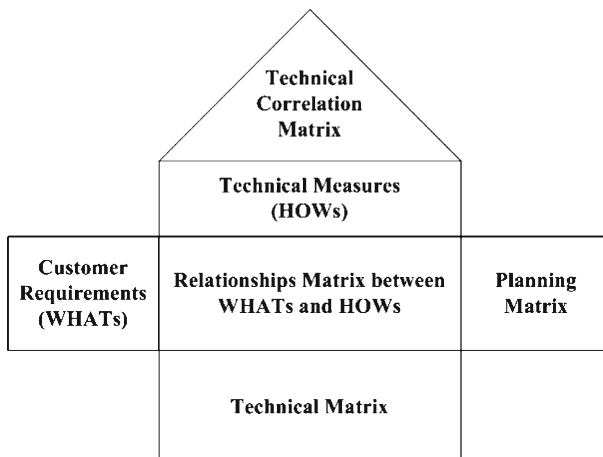 Technical
Correlation
Matrix
Technical Measures
(HOWs)
Customer
Requirements
(WHATs)
Relationships Matrix between
WHATs and HOWs
Planning
Matrix
Technical Matrix